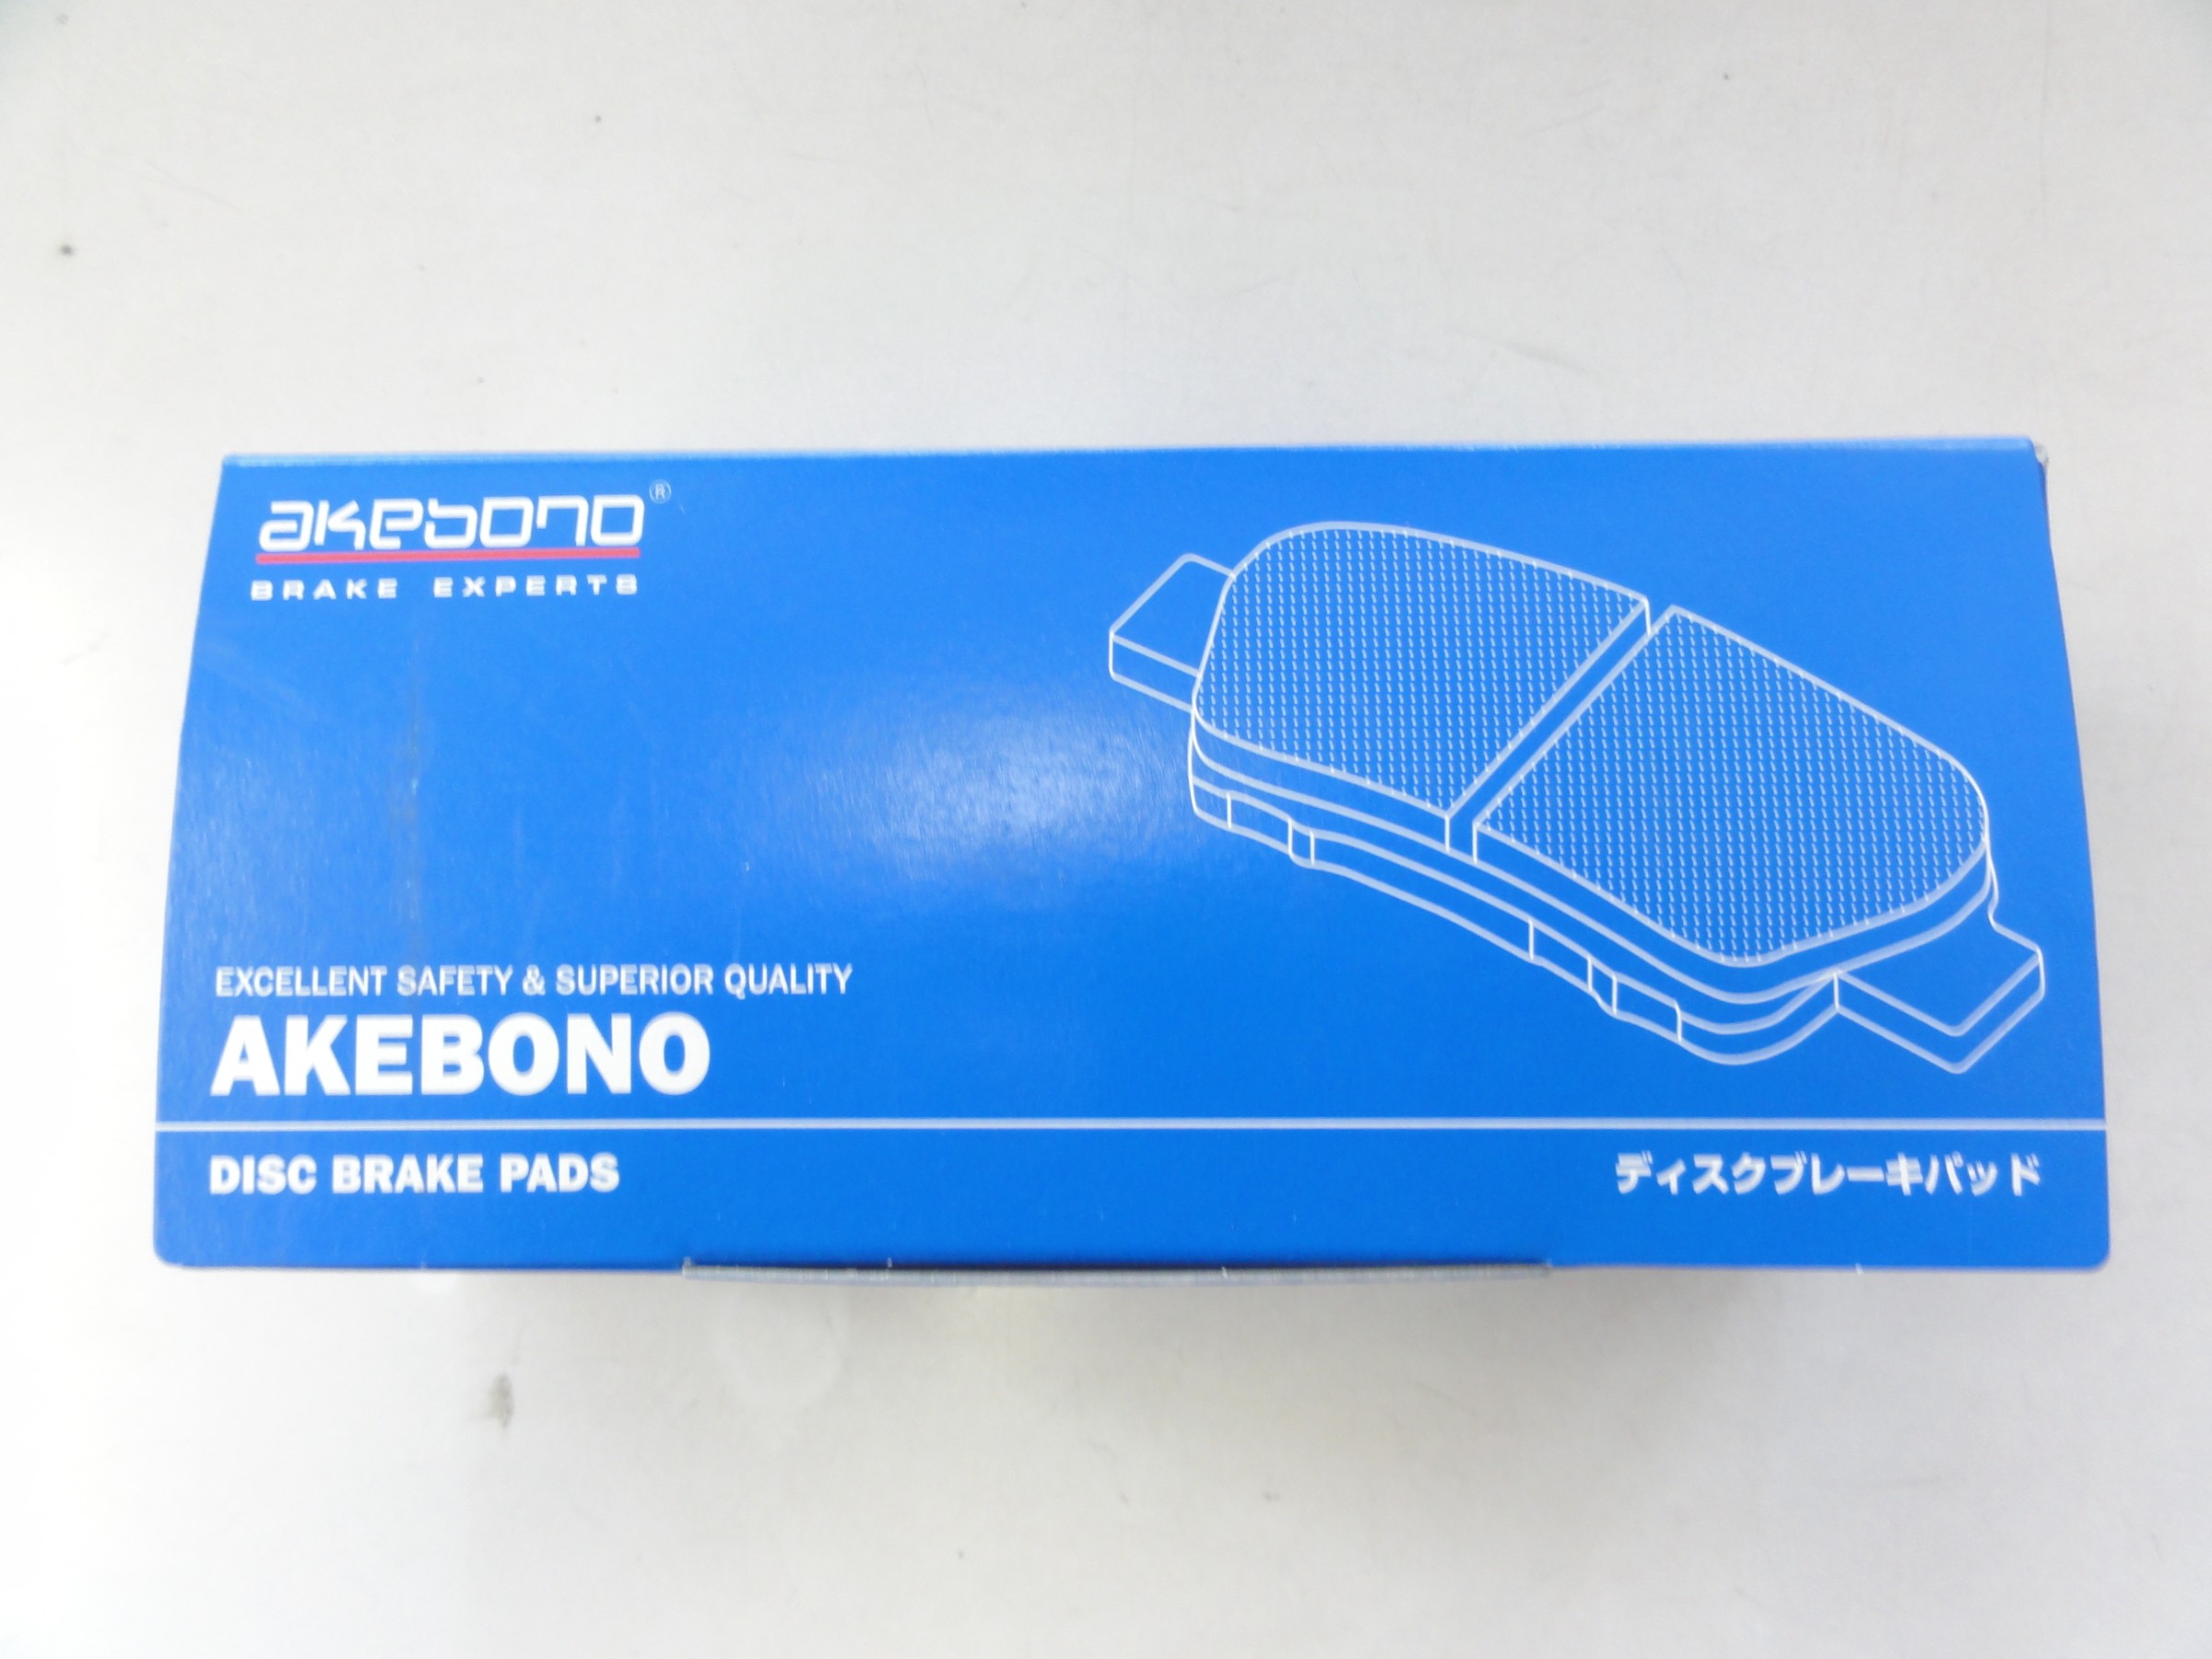 akebono®
BRAKE EXPERTS
EXCELLENT SAFETY & SUPERIOR QUALITY
AKEBONO
DISC BRAKE PADS
ディスクブレーキパッド